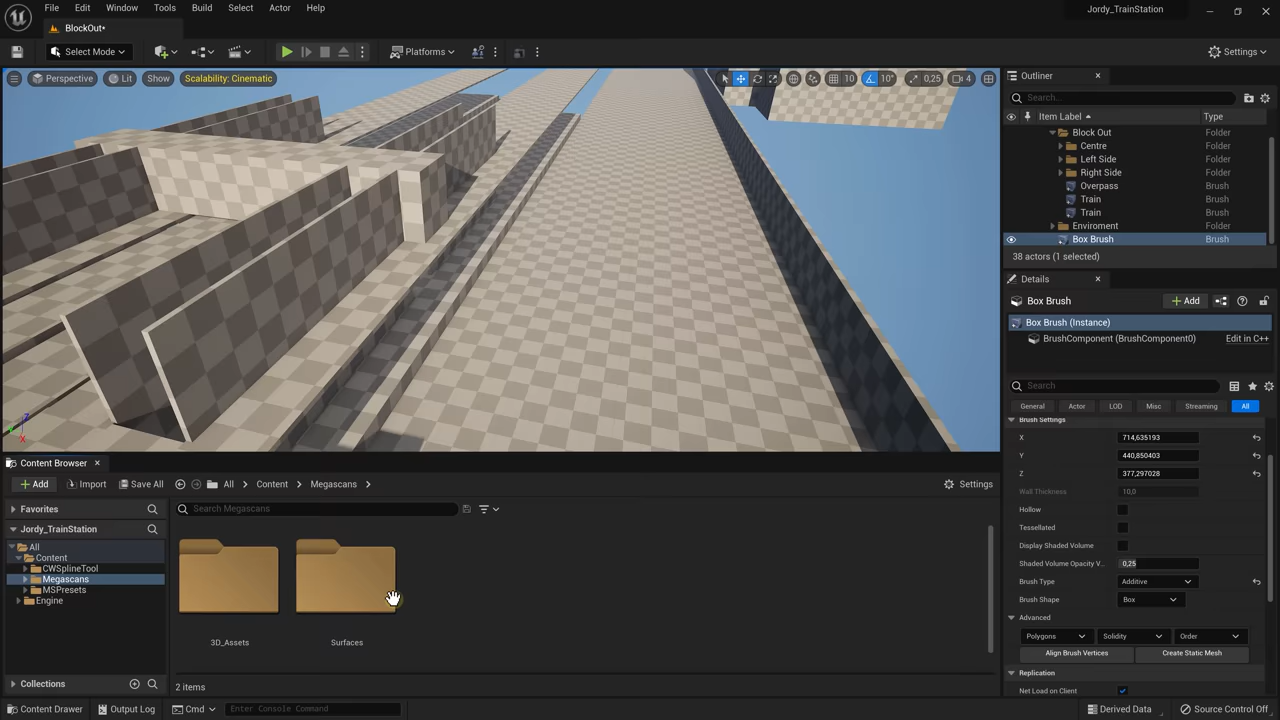 File Edit Window Tools Build Select Actor Help
Jordy_TrainStation
BlockOut*
Select Mode
Platforms
Settings
Perspective Lit Show Scalability: Cinematic
10 10° 0,25 4
Outliner
Search...
Item Label Type
Block Out Folder
Centre Folder
Left Side Folder
Right Side Folder
Overpass Brush
Train Brush
Train Brush
Enviroment Folder
Box Brush Brush
38 actors (1 selected)
Details
Box Brush
Add
Box Brush (Instance)
BrushComponent (BrushComponent0) Edit in C++
Search
General Actor LOD Misc Streaming All
Brush Settings
X 714,635193
Y 440,850403
Z 377,297028
Wall Thickness 10,0
Hollow
Tessellated
Display Shaded Volume
Shaded Volume Opacity V... 0,25
Brush Type Additive
Brush Shape Box
Advanced
Polygons Solidity Order
Align Brush Vertices Create Static Mesh
Replication
Net Load on Client
Content Browser
Add Import Save All All Content Megascans Settings
Favorites
Search Megascans
Jordy_TrainStation
All
Content
CWSplineTool
Megascans
MSPresets
Engine
3D_Assets
Surfaces
Collections
2 items
Content Drawer Output Log Cmd Enter Console Command
Derived Data Source Control Off
X